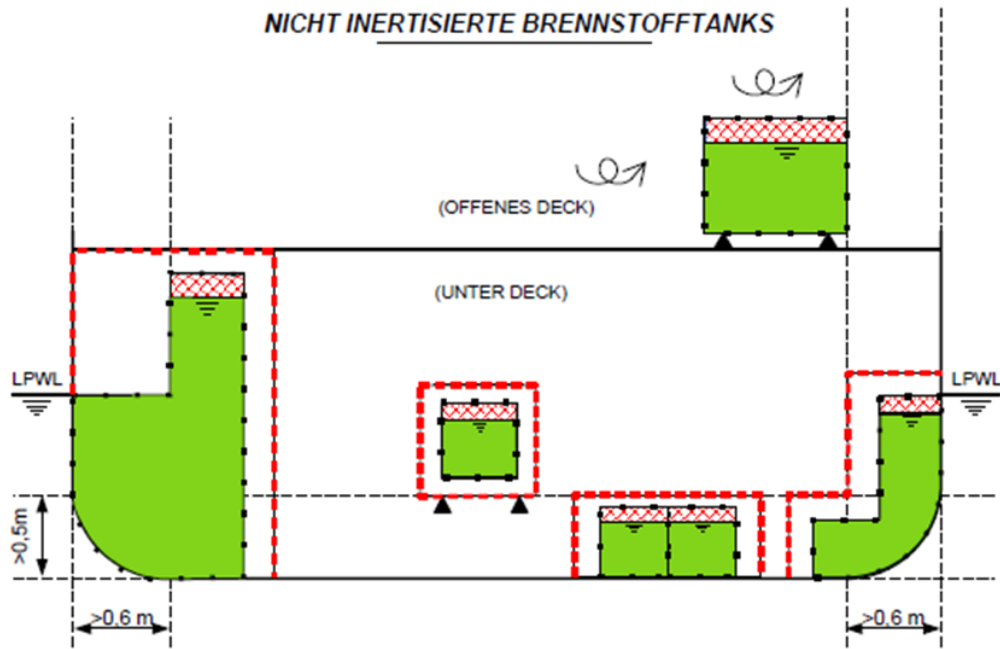 NICHT INERTISIERTE BRENNSTOFFTANKS
(OFFENES DECK)
(UNTER DECK)
LPWL
LPWL
>0,5m
>0,6 m
>0,6 m